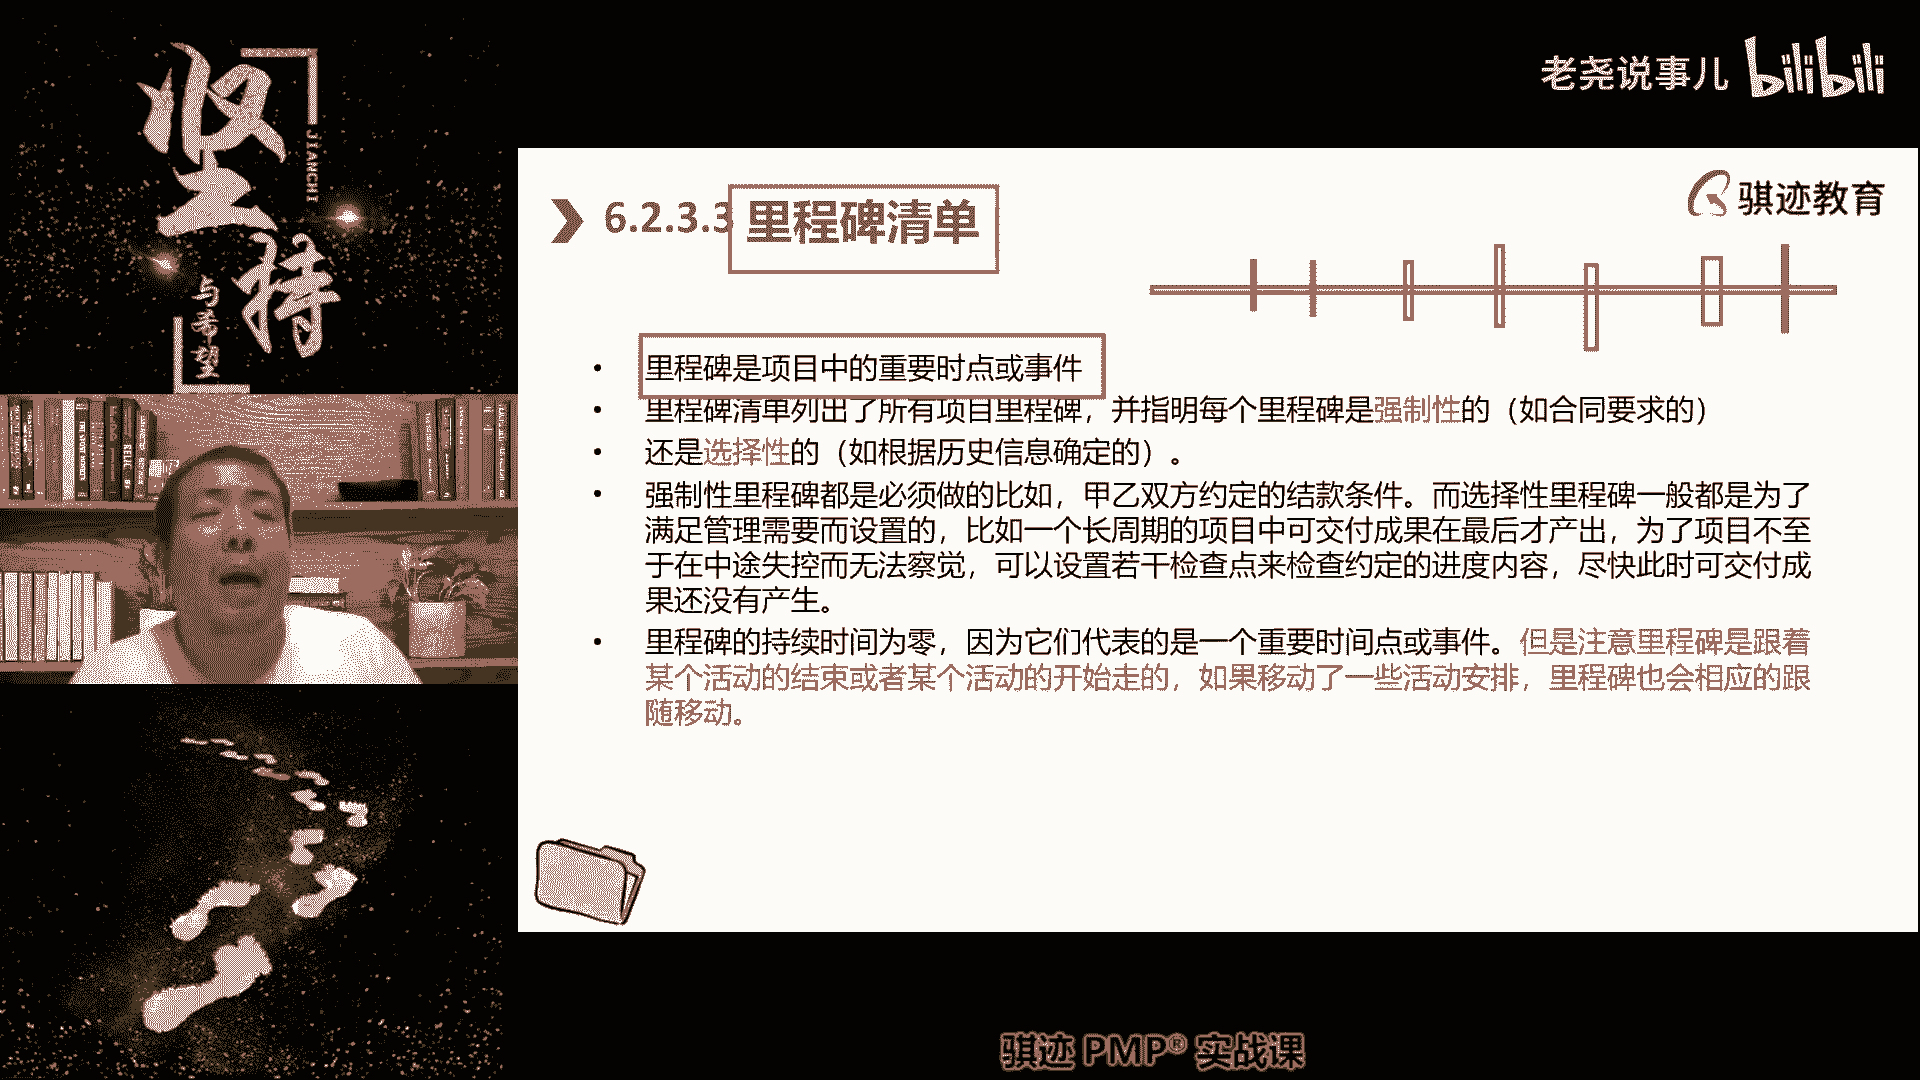 坚持
JIANCHI
与希望
老尧说事儿 bilibili
骐迹教育
6.2.3.3 里程碑清单
• 里程碑是项目中的重要时点或事件
• 里程碑清单列出了所有项目里程碑，并指明每个里程碑是强制性的（如合同要求的）
• 还是选择性的（如根据历史信息确定的）。
• 强制性里程碑都是必须做的比如，甲乙双方约定的结款条件。而选择性里程碑一般都是为了
满足管理需要而设置的，比如一个长周期的项目中可交付成果在最后才产出，为了项目不至
于在中途失控而无法察觉，可以设置若干检查点来检查约定的进度内容，尽快此时可交付成
果还没有产生。
• 里程碑的持续时间为零，因为它们代表的是一个重要时间点或事件。但是注意里程碑是跟着
某个活动的结束或者某个活动的开始走的，如果移动了一些活动安排，里程碑也会相应的跟
随移动。
骐迹 PMP® 实战课